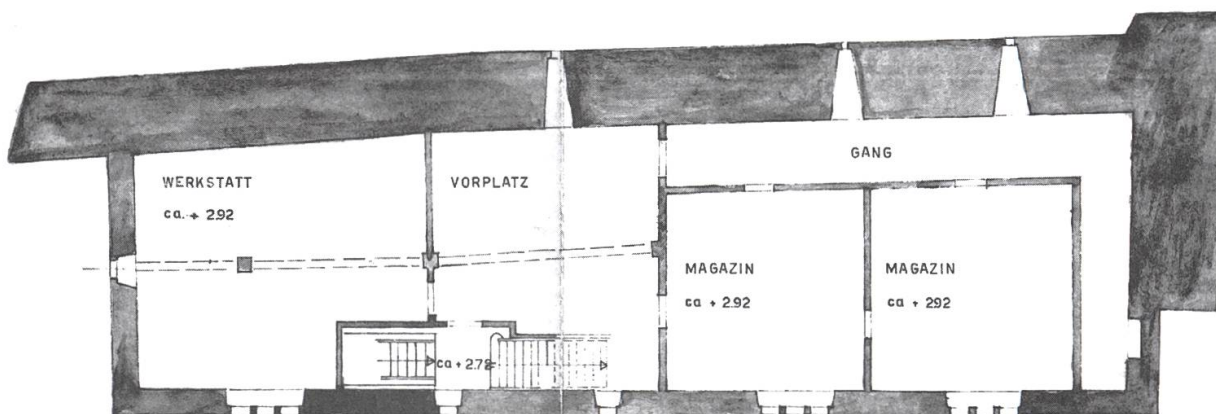 GANG
WERKSTATT
ca. + 2.92
VORPLATZ
MAGAZIN
ca + 2.92
MAGAZIN
ca + 292
ca + 2.72